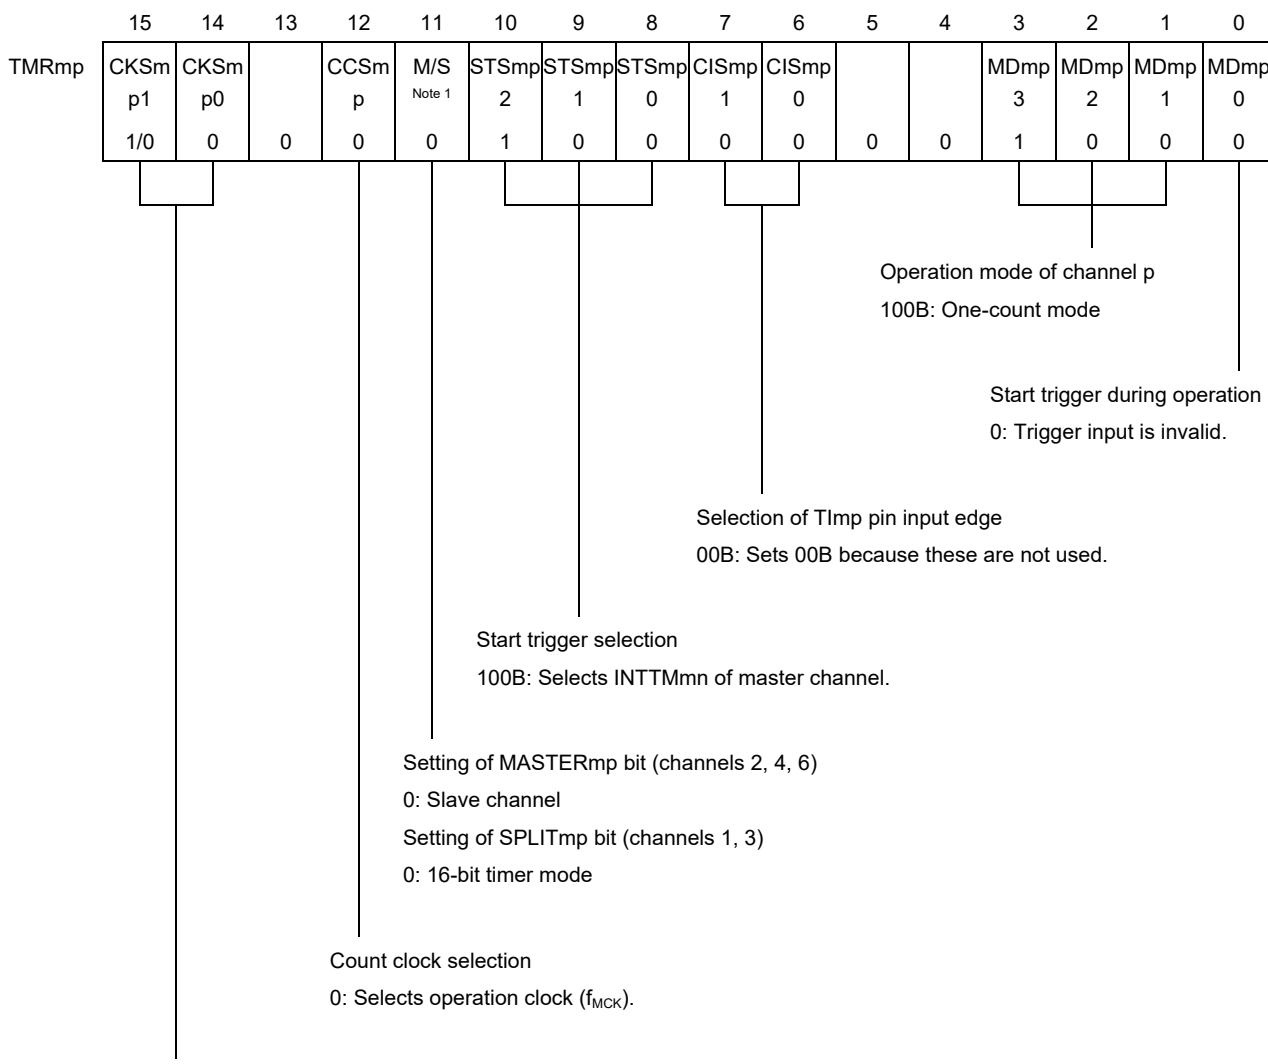 15 14 13 12 11 10 9 8 7 6 5 4 3 2 1 0
TMRmp CKSm CKSm CCSm M/S STSmp STSmp STSmp CISmp CISmp MDmp MDmp MDmp MDmp
p1 p0 p Note 1 2 1 0 1 0 3 2 1 0
1/0 0 0 0 0 1 0 0 0 0 0 0 1 0 0 0
Operation mode of channel p
100B: One-count mode
Start trigger during operation
0: Trigger input is invalid.
Selection of TImp pin input edge
00B: Sets 00B because these are not used.
Start trigger selection
100B: Selects INTTMmn of master channel.
Setting of MASTERmp bit (channels 2, 4, 6)
0: Slave channel
Setting of SPLITmp bit (channels 1, 3)
0: 16-bit timer mode
Count clock selection
0: Selects operation clock (fMCK).